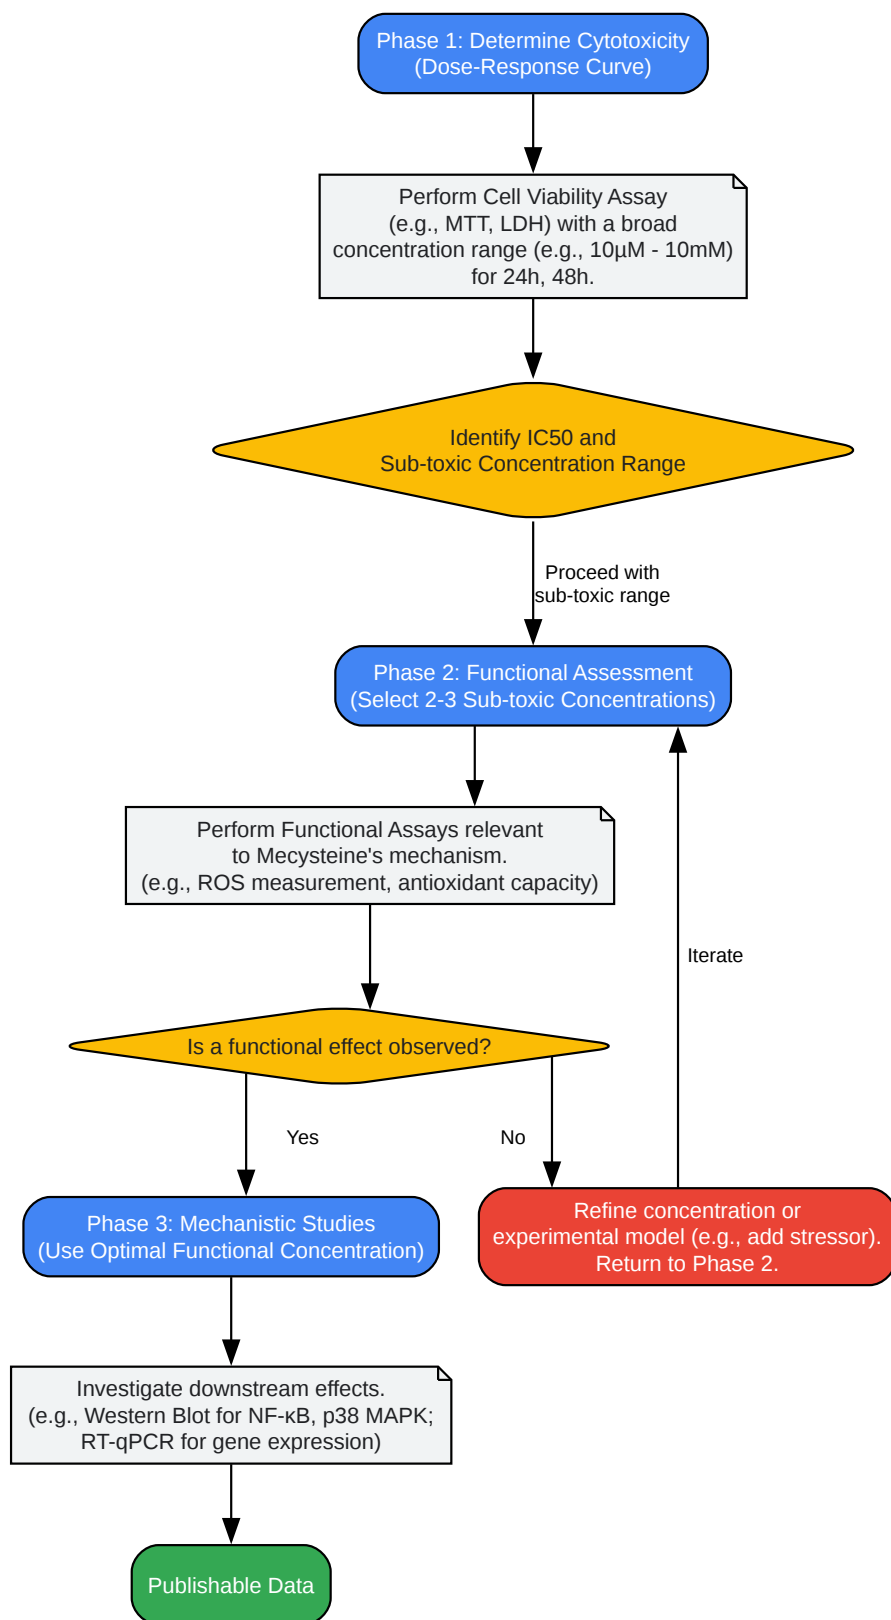 Phase 1: Determine Cytotoxicity
(Dose-Response Curve)
Perform Cell Viability Assay
(e.g., MTT, LDH) with a broad
concentration range (e.g., 10µM - 10mM)
for 24h, 48h.
Identify IC50 and
Sub-toxic Concentration Range
Proceed with
sub-toxic range
Phase 2: Functional Assessment
(Select 2-3 Sub-toxic Concentrations)
Perform Functional Assays relevant
to Mecysteine's mechanism.
(e.g., ROS measurement, antioxidant capacity)
Iterate
Is a functional effect observed?
Yes
No
Phase 3: Mechanistic Studies
(Use Optimal Functional Concentration)
Refine concentration or
experimental model (e.g., add stressor).
Return to Phase 2.
Investigate downstream effects.
(e.g., Western Blot for NF-κB, p38 MAPK;
RT-qPCR for gene expression)
Publishable Data